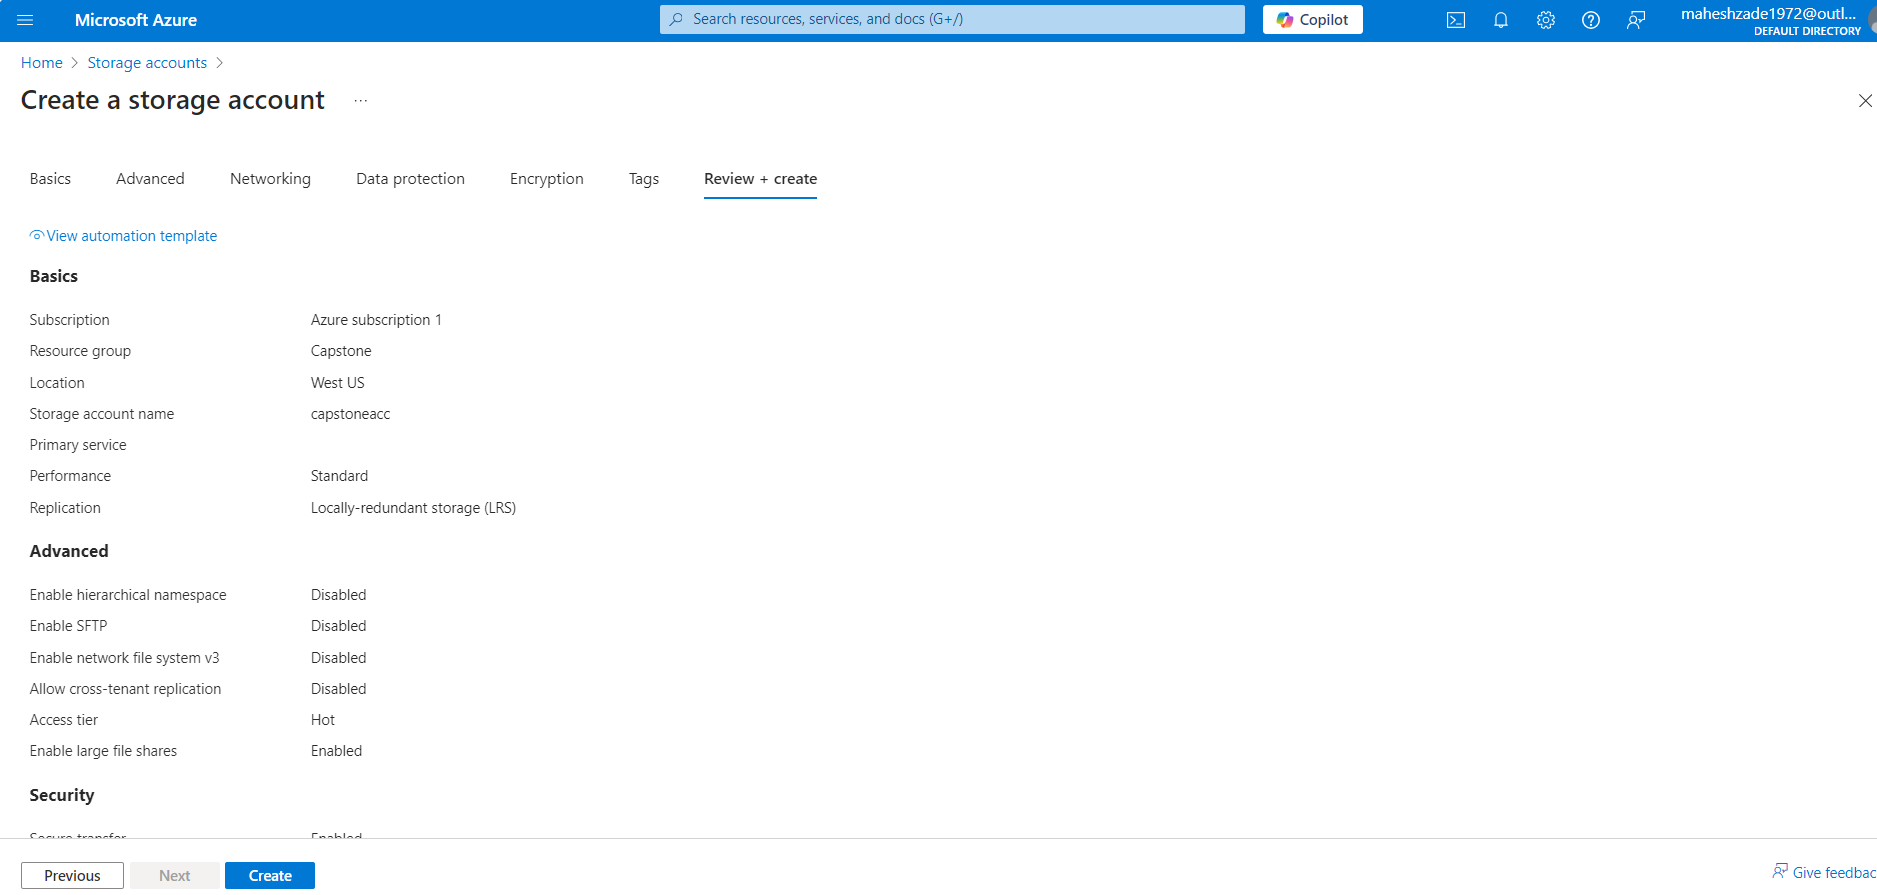 Microsoft Azure
Search resources, services, and docs (G+/)
Copilot
maheshzade1972@outl...
DEFAULT DIRECTORY
Home > Storage accounts >
Create a storage account ...
Basics Advanced Networking Data protection Encryption Tags Review + create
View automation template
Basics
Subscription Azure subscription 1
Resource group Capstone
Location West US
Storage account name capstoneacc
Primary service
Performance Standard
Replication Locally-redundant storage (LRS)
Advanced
Enable hierarchical namespace Disabled
Enable SFTP Disabled
Enable network file system v3 Disabled
Allow cross-tenant replication Disabled
Access tier Hot
Enable large file shares Enabled
Security
Secure transfer Enabled
Previous Next Create
Give feedbac